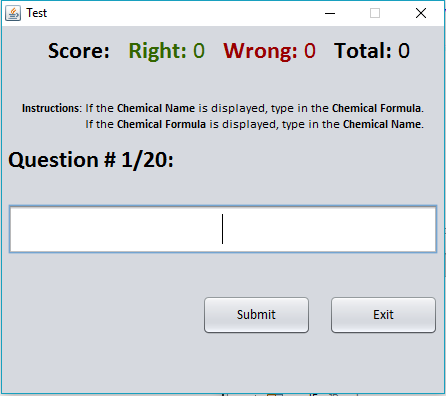 Test
Score: Right: 0 Wrong: 0 Total: 0
Instructions: If the Chemical Name is displayed, type in the Chemical Formula.
If the Chemical Formula is displayed, type in the Chemical Name.
Question # 1/20:
Submit Exit